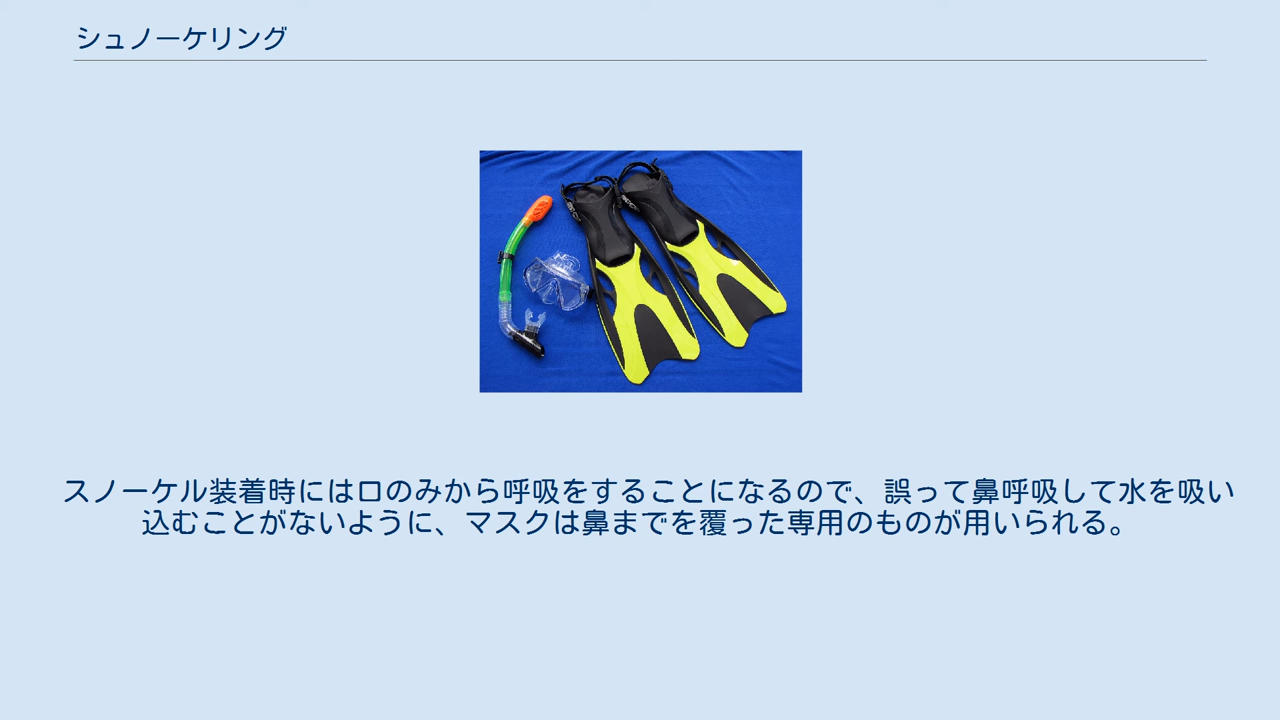 シュノーケリング
スノーケル装着時には口のみから呼吸をすることになるので、誤って鼻呼吸して水を吸い
込むことがないように、マスクは鼻までを覆った専用のものが用いられる。